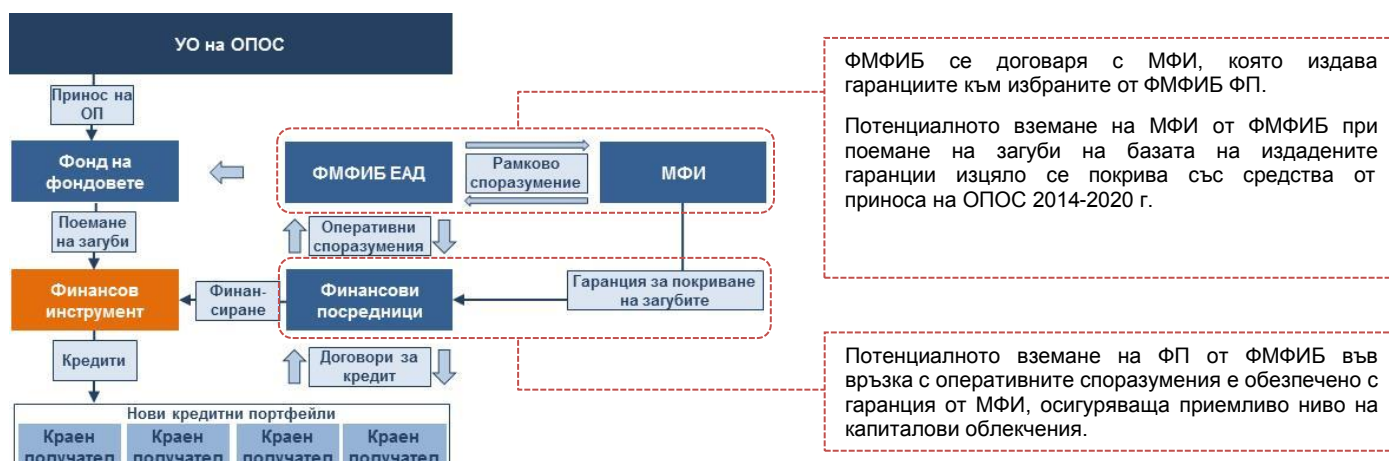 УО на ОПОС
Принос на
ОП
Фонд на
фондовете
ФМФИБ ЕАД
Рамково
споразумение
МФИ
Поемане
на загуби
Оперативни
споразумения
Гаранция за покриване
на загубите
Финансов
инструмент
Финан-
сиране
Финансови
посредници
Кредити
Договори за
кредит
Нови кредитни портфейли
Краен
получател
Краен
получател
Краен
получател
Краен
получател
ФМФИБ се договаря с МФИ, която издава
гаранциите към избраните от ФМФИБ ФП.
Потенциалното вземане на МФИ от ФМФИБ при
поемане на загуби на базата на издадените
гаранции изцяло се покрива със средства от
приноса на ОПОС 2014-2020 г.
Потенциалното вземане на ФП от ФМФИБ във
връзка с оперативните споразумения е обезпечено с
гаранция от МФИ, осигуряваща приемливо ниво на
капиталови облекчения.